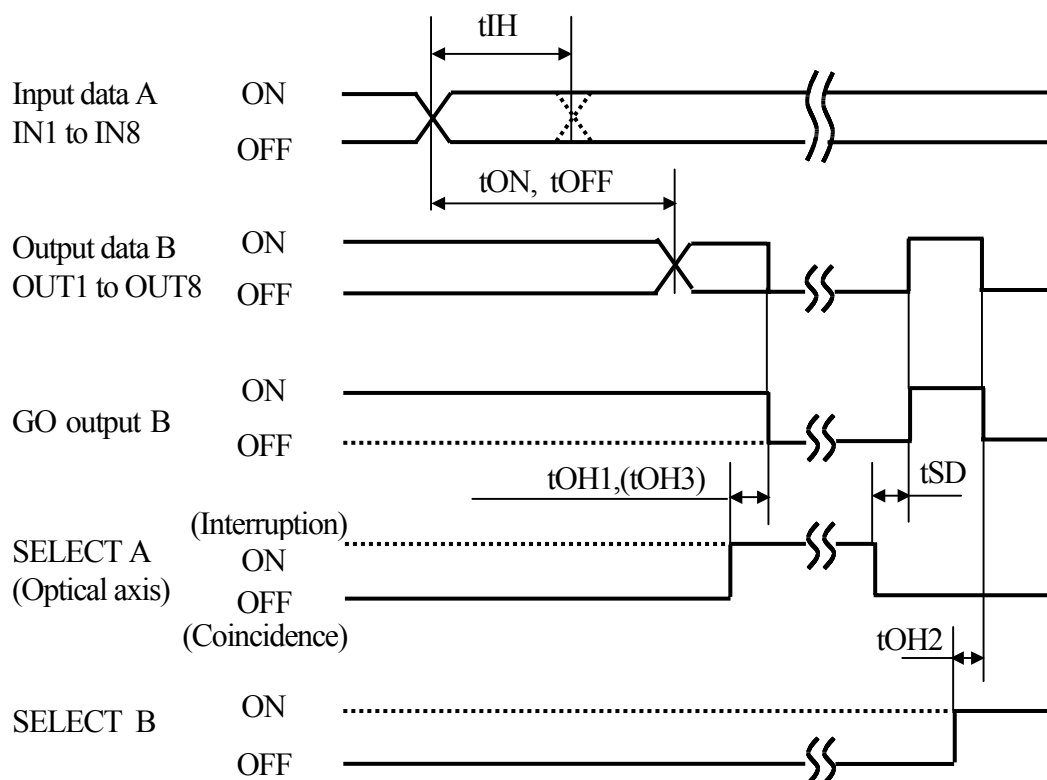 tIH
Input data A
IN1 to IN8
ON
OFF
tON, tOFF
Output data B
OUT1 to OUT8
ON
OFF
GO output B
ON
OFF
tOH1,(tOH3)
tSD
SELECT A
(Optical axis)
(Interruption)
ON
OFF
(Coincidence)
tOH2
SELECT B
ON
OFF